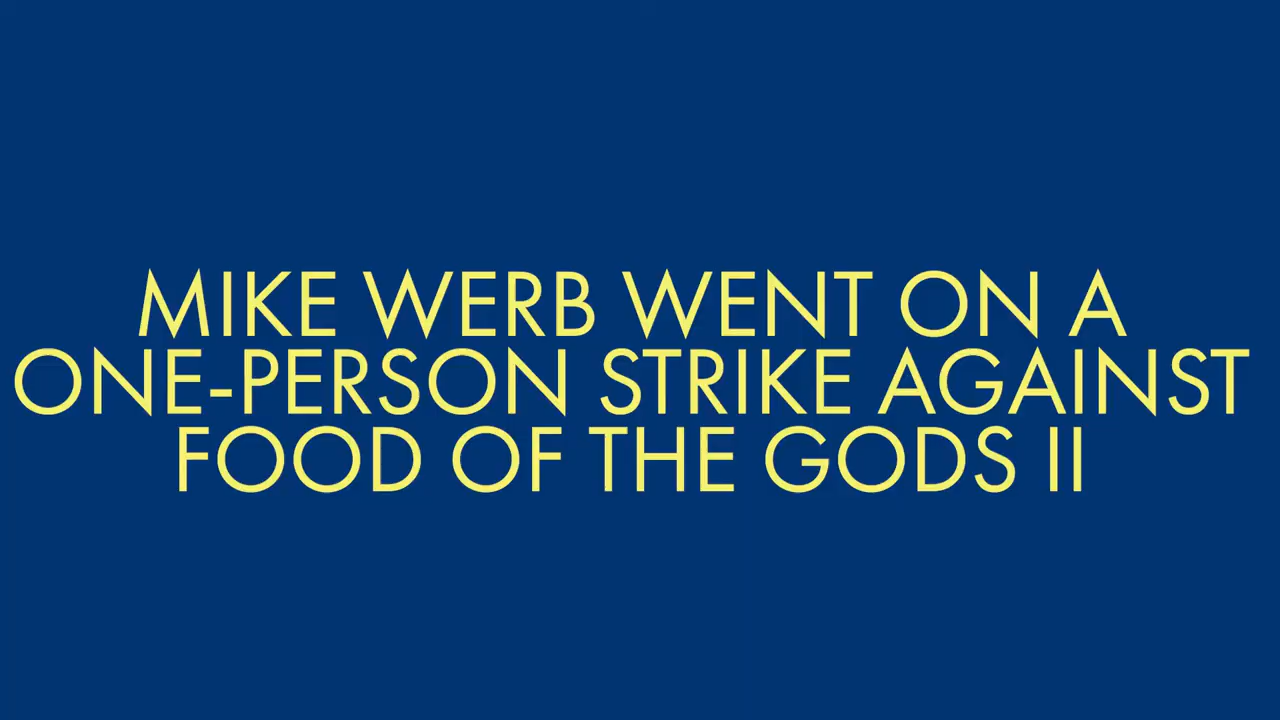 MIKE WERB WENT ON A
ONE-PERSON STRIKE AGAINST
FOOD OF THE GODS II